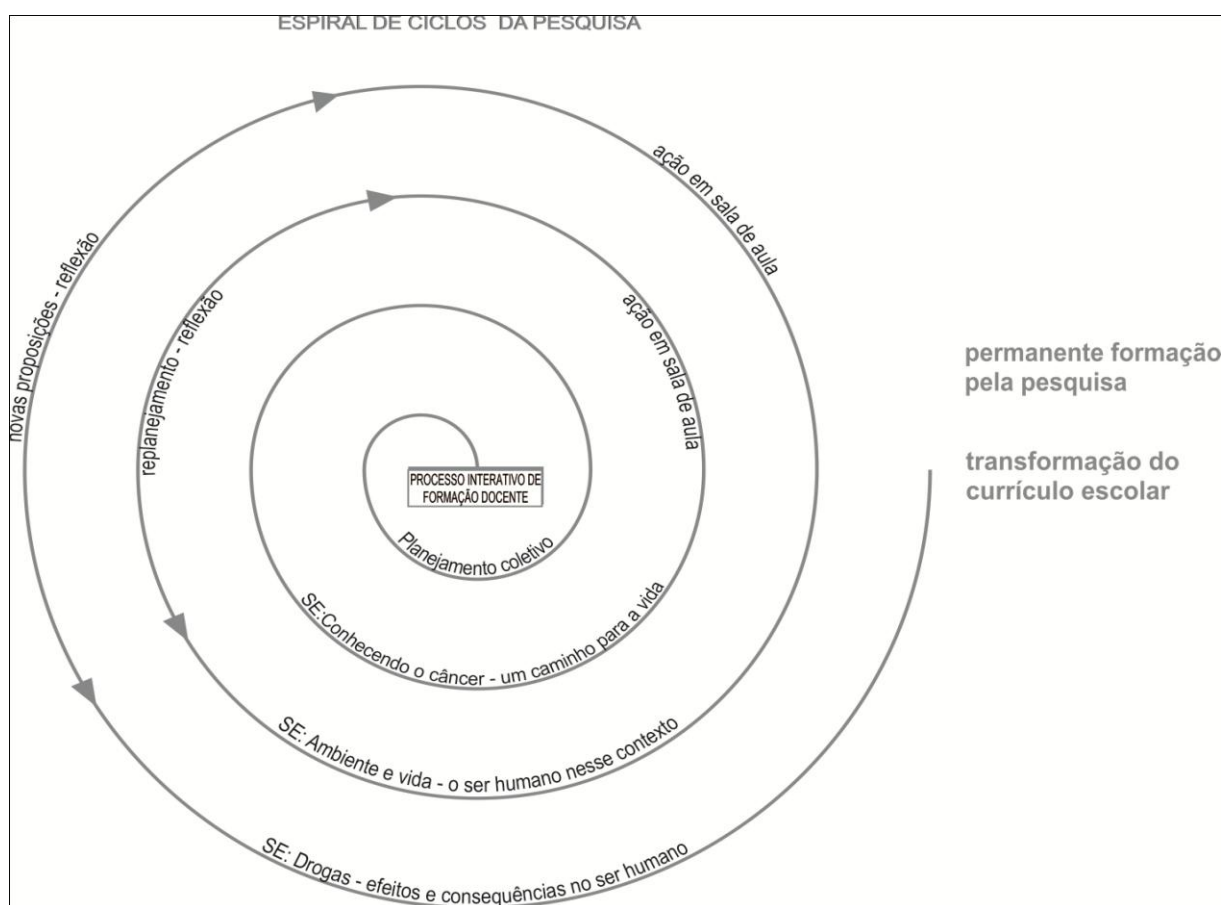 ESPIRAL DE CICLOS DA PESQUISA
ação em sala de aula
novas proposições - reflexão
ação em sala de aula
replanejamento - reflexão
permanente formação
pela pesquisa
transformação do
currículo escolar
PROCESSO INTERATIVO DE
FORMAÇÃO DOCENTE
Planejamento coletivo
SE:Conhecendo o câncer - um caminho para a vida
SE: Ambiente e vida - o ser humano nesse contexto
SE: Drogas - efeitos e consequências no ser humano